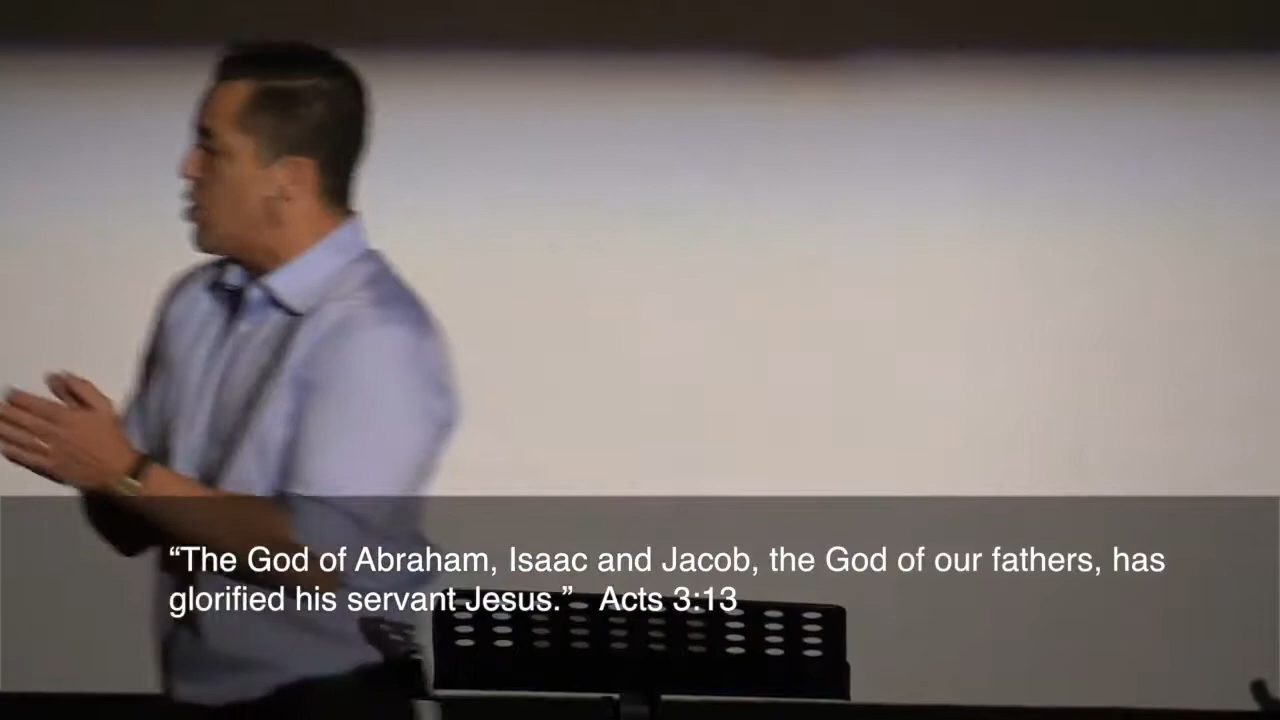 “The God of Abraham, Isaac and Jacob, the God of our fathers, has
glorified his servant Jesus.” Acts 3:13